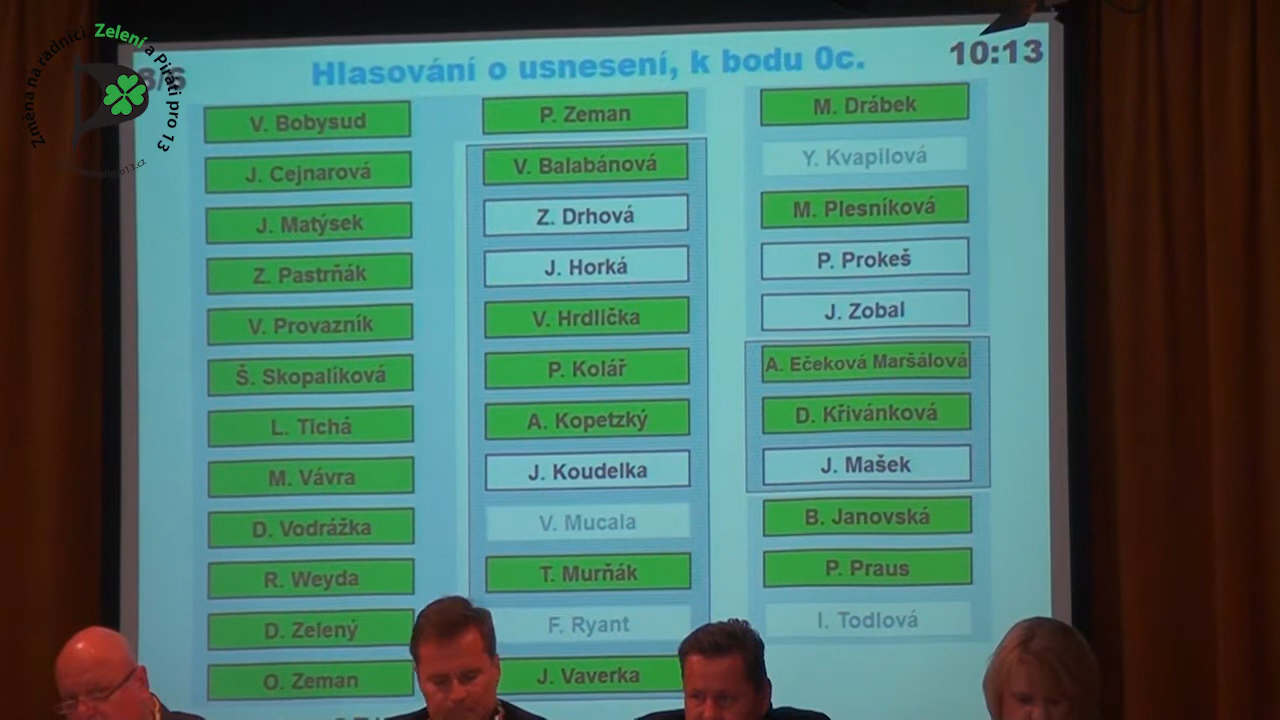 Změna na radnici Zelení a Piráti pro 13
Hlasování o usnesení, k bodu 0c.
10:13
V. Bobysud
J. Cejnarová
J. Matýsek
Z. Pastrňák
V. Provazník
Š. Skopalíková
L. Tichá
M. Vávra
D. Vodrážka
R. Weyda
D. Zelený
O. Zeman
P. Zeman
V. Balabánová
Z. Drhová
J. Horká
V. Hrdlička
P. Kolář
A. Kopetzký
J. Koudelka
V. Mucala
T. Murňák
F. Ryant
J. Vaverka
M. Drábek
Y. Kvapilová
M. Plesníková
P. Prokeš
J. Zobal
A. Ečeková Maršálová
D. Křivánková
J. Mašek
B. Janovská
P. Praus
I. Todlová